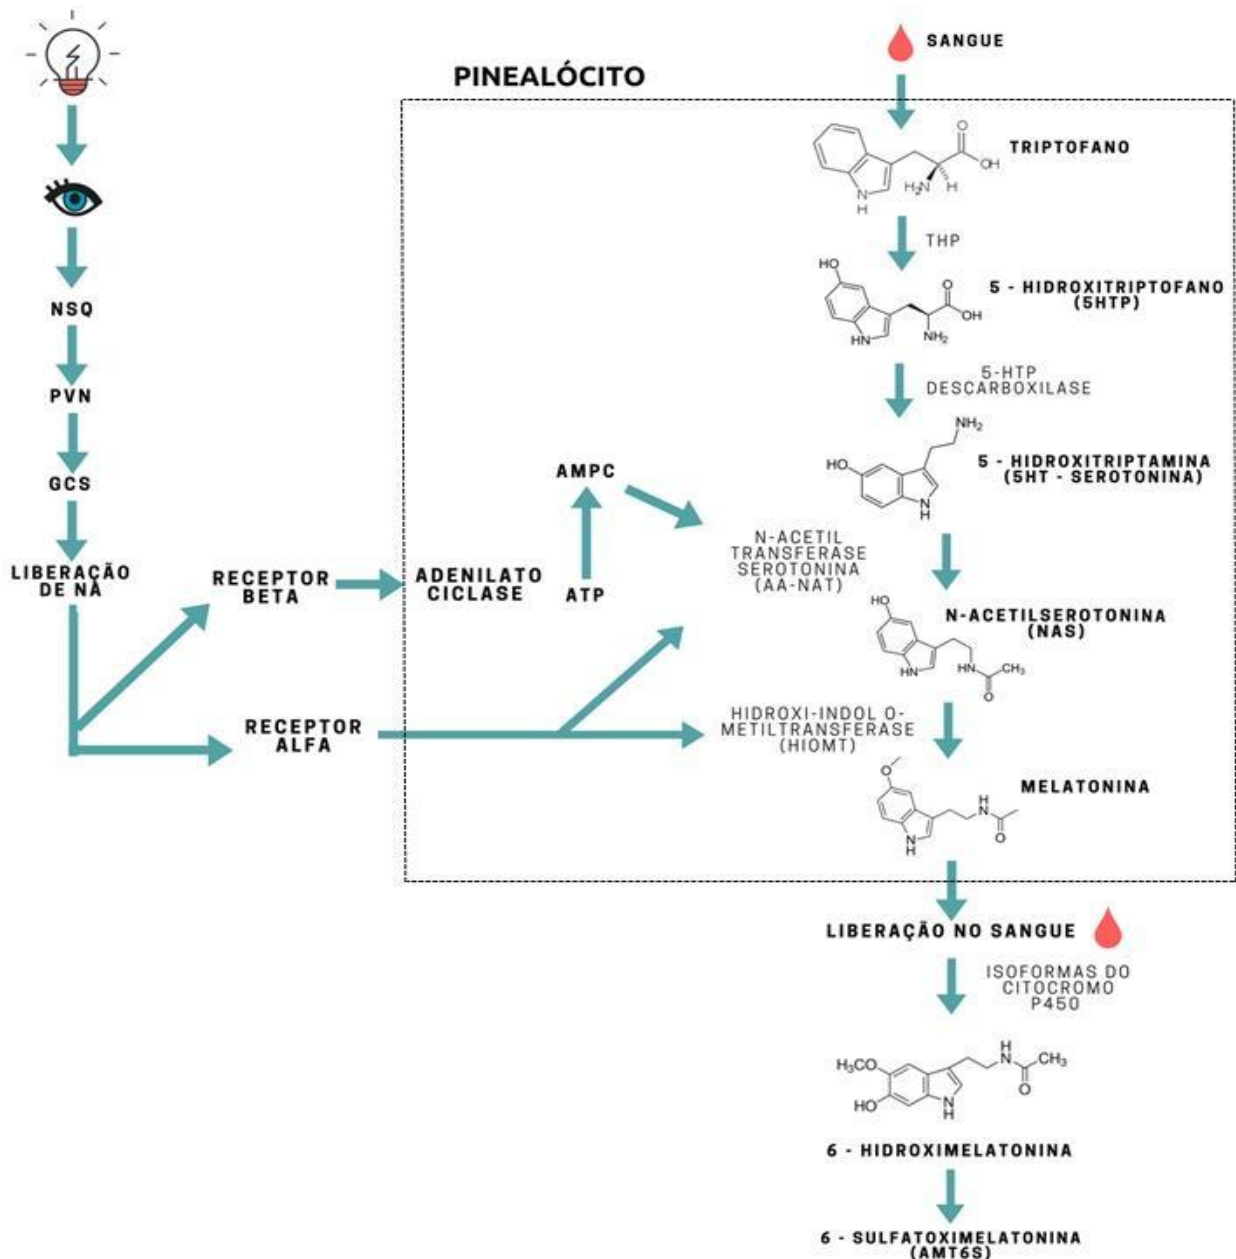 SANGUE
PINEALÓCITO
TRIPTOFANO
O
OH
H₂N
H
N
H
THP
5 - HIDROXITRIPTOFANO
(5HTP)
HO
O
OH
NH₂
HN
5-HTP
DESCARBOXILASE
NH₂
HO
N
H
5 - HIDROXITRIPTAMINA
(5HT - SEROTONINA)
NSQ
PVN
GCS
LIBERAÇÃO
DE NA
RECEPTOR
BETA
RECEPTOR
ALFA
ADENILATO
CICLASE
AMPC
ATP
N-ACETIL
TRANSFERASE
SEROTONINA
(AA-NAT)
N-ACETILSEROTONINA
(NAS)
HO
HN
HN
CH₃
O
HIDROXI-INDOL O-
METILTRANSFERASE
(HIOMT)
MELATONINA
O
H
N
O
N
H
LIBERAÇÃO NO SANGUE
ISOFORMAS DO
CITOCROMO
P450
H₃CO
HO
N
H
H
N
CH₃
O
6 - HIDROXIMELATONINA
6 - SULFATOXIMELATONINA
(AMT6S)